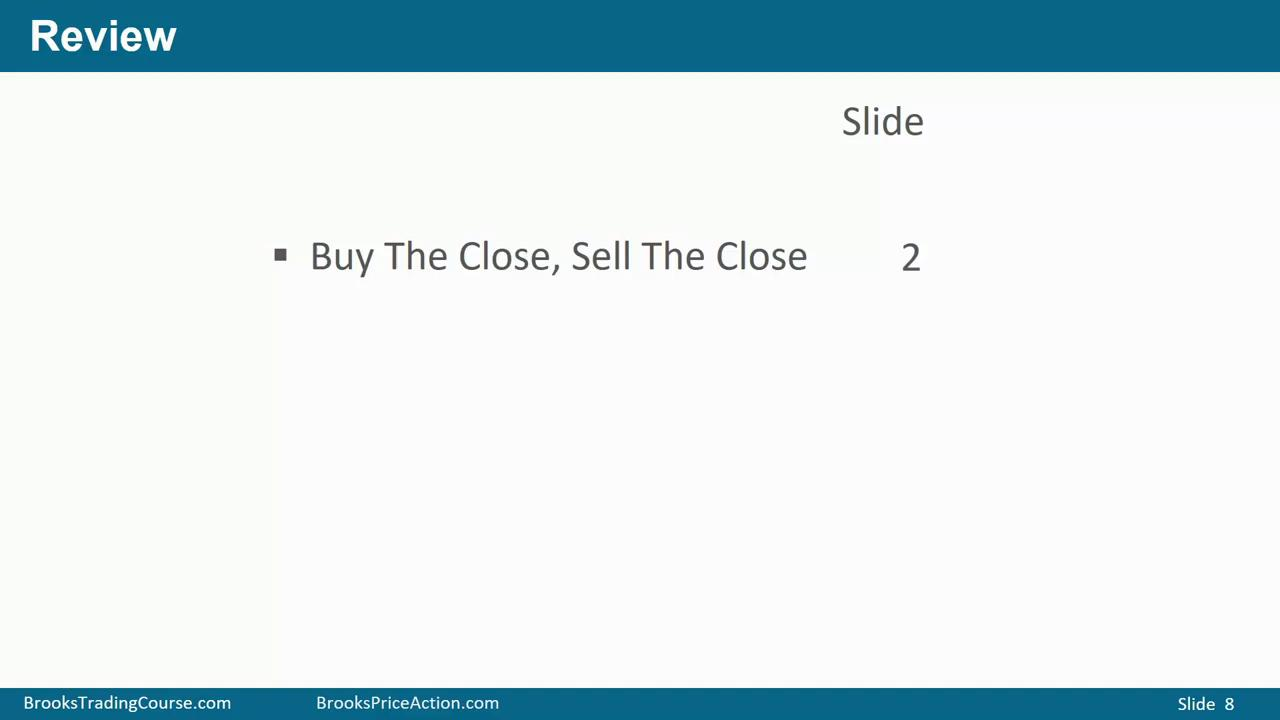 Review
Slide
▪ Buy The Close, Sell The Close 2
BrooksTradingCourse.com BrooksPriceAction.com Slide 8